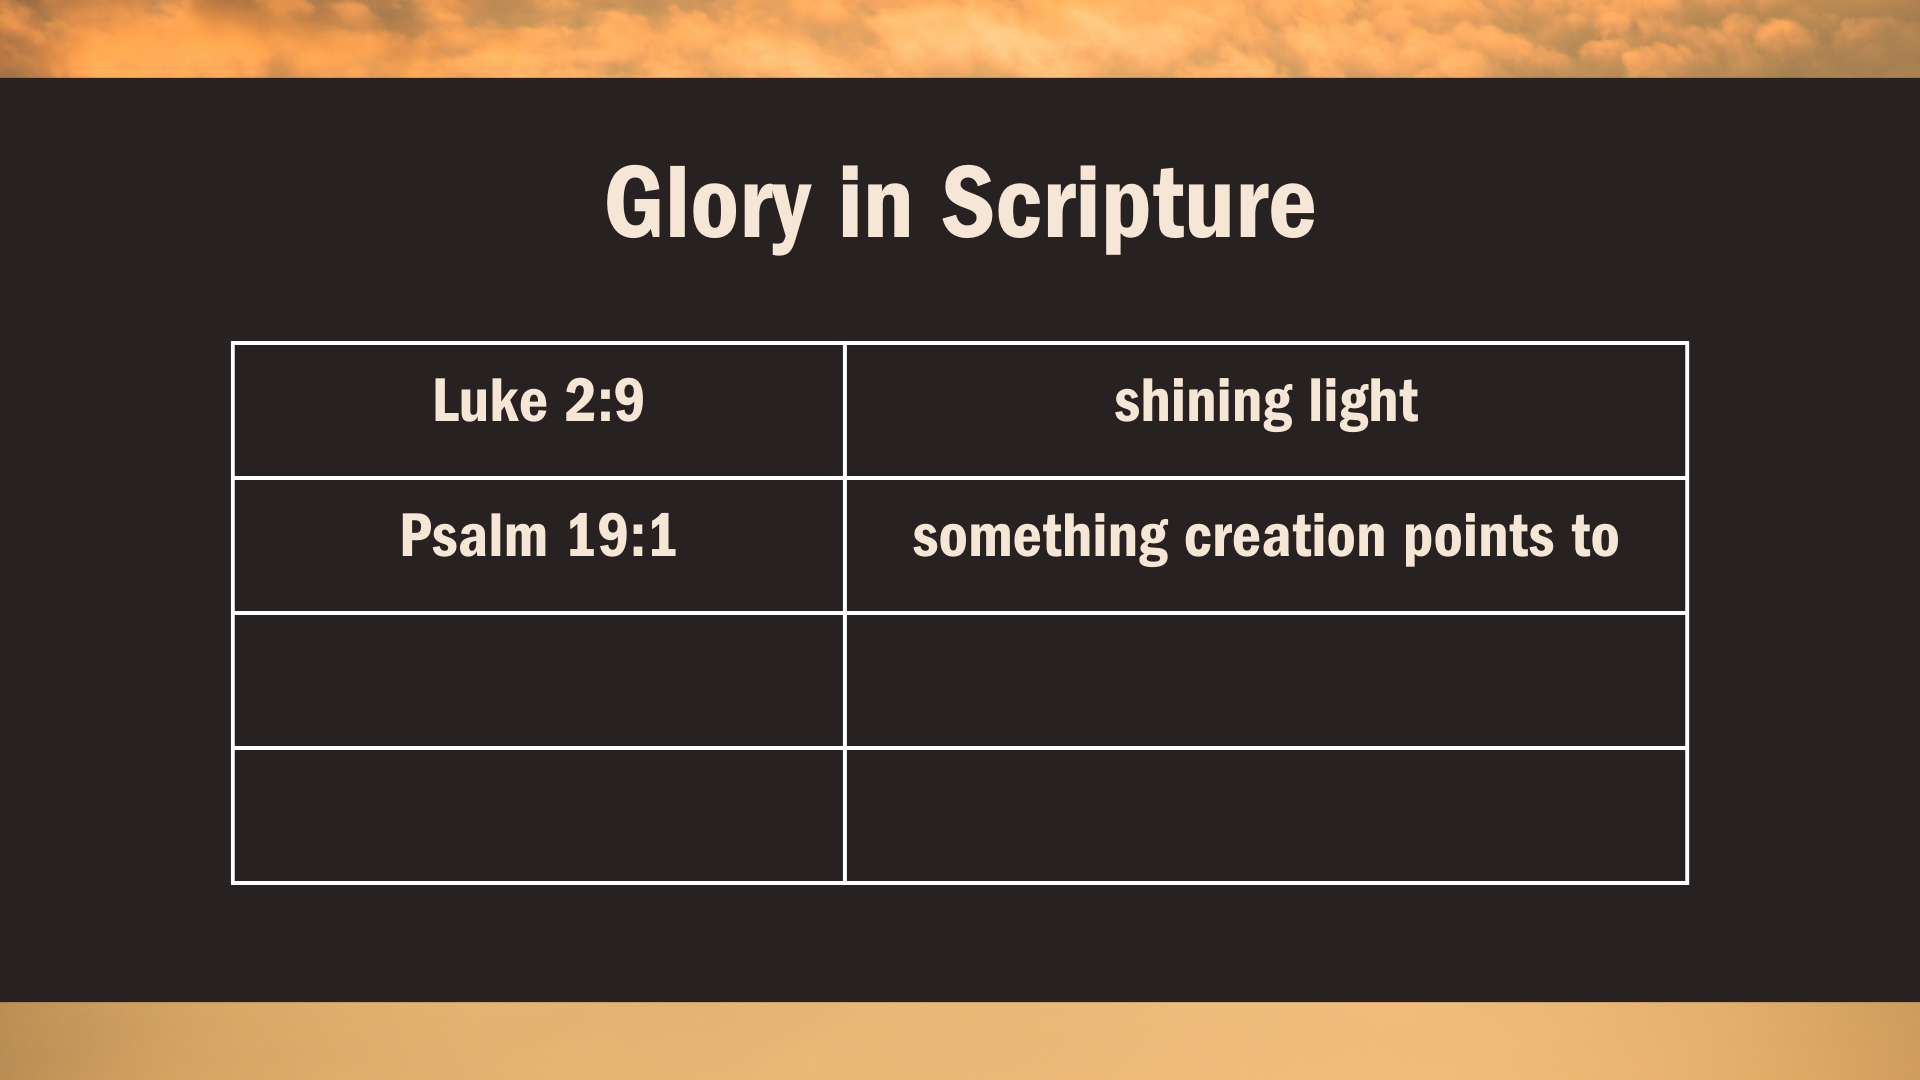 Glory in Scripture
Luke 2:9 shining light
Psalm 19:1 something creation points to